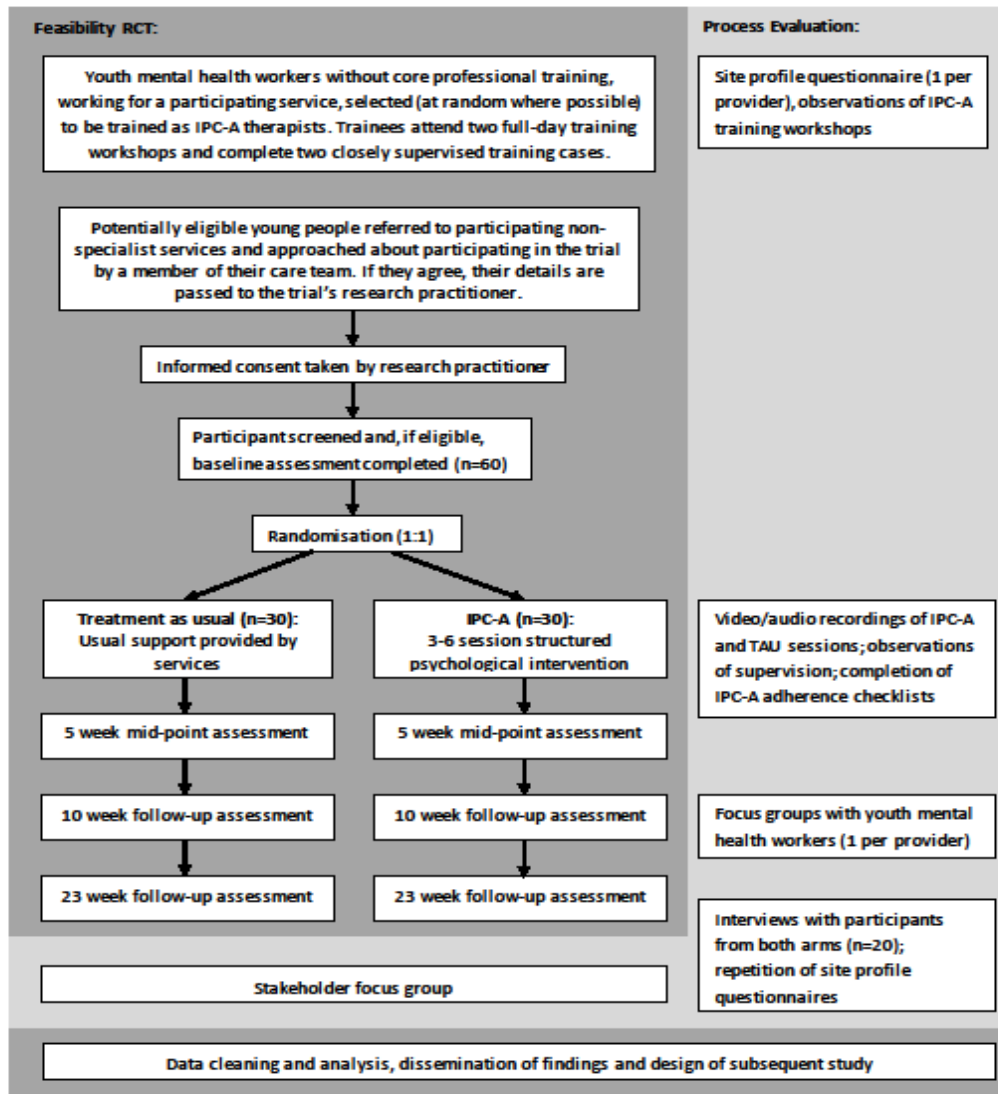 Feasibility RCT:
Youth mental health workers without core professional training,
working for a participating service, selected (at random where possible)
to be trained as IPC-A therapists. Trainees attend two full-day training
workshops and complete two closely supervised training cases.
Potentially eligible young people referred to participating non-
specialist services and approached about participating in the trial
by a member of their care team. If they agree, their details are
passed to the trial's research practitioner.
Informed consent taken by research practitioner
Participant screened and, if eligible,
baseline assessment completed (n=60)
Randomisation (1:1)
Treatment as usual (n=30):
Usual support provided by
services
IPC-A (n=30):
3-6 session structured
psychological intervention
5 week mid-point assessment
5 week mid-point assessment
10 week follow-up assessment
10 week follow-up assessment
23 week follow-up assessment
23 week follow-up assessment
Stakeholder focus group
Process Evaluation:
Site profile questionnaire (1 per
provider), observations of IPC-A
training workshops
Video/audio recordings of IPC-A
and TAU sessions; observations
of supervision; completion of
IPC-A adherence checklists
Focus groups with youth mental
health workers (1 per provider)
Interviews with participants
from both arms (n=20);
repetition of site profile
questionnaires
Data cleaning and analysis, dissemination of findings and design of subsequent study